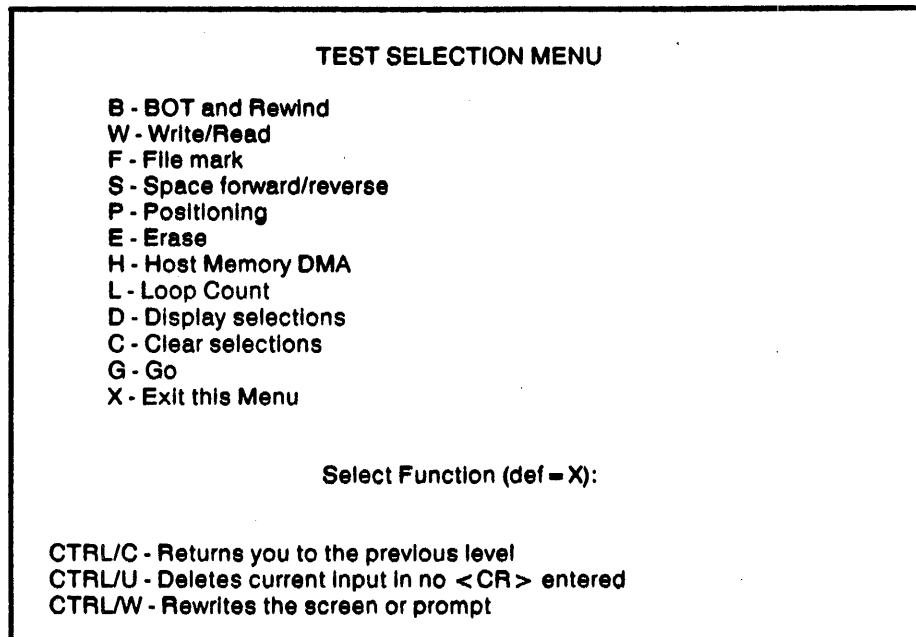 TEST SELECTION MENU
B - BOT and Rewind
W - Write/Read
F - File mark
S - Space forward/reverse
P - Positioning
E - Erase
H - Host Memory DMA
L - Loop Count
D - Display selections
C - Clear selections
G - Go
X - Exit this Menu
Select Function (def = X):
CTRL/C - Returns you to the previous level
CTRL/U - Deletes current input in no <CR> entered
CTRL/W - Rewrites the screen or prompt